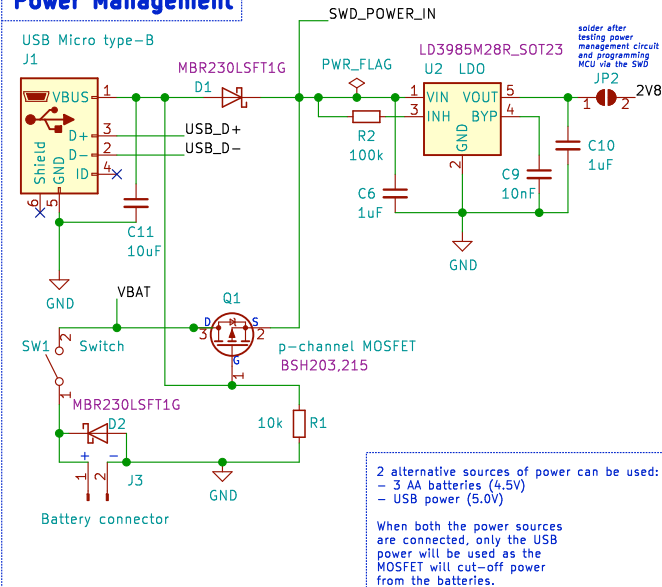 Power Management
SWD_POWER_IN
solder after
testing power
management circuit
and programming
MCU via the SWD
USB Micro type-B
J1
MBR230LSFT1G
D1
PWR_FLAG
LD3985M28R_SOT23
U2 LDO
JP2
2V8
VBUS
1
1
VIN
VOUT
5
1
2
3
INH
BYP
4
R2
100k
GND
2
D+
3
USB_D+
D-
2
USB_D-
ID
4
Shield
GND
6
5
C10
1uF
C9
10nF
C6
1uF
C11
10uF
GND
GND
VBAT
Q1
D
S
3
2
G
1
p-channel MOSFET
BSH203,215
SW1
2
Switch
1
MBR230LSFT1G
D2
10k
R1
+
-
1
2
J3
GND
Battery connector
2 alternative sources of power can be used:
- 3 AA batteries (4.5V)
- USB power (5.0V)
When both the power sources
are connected, only the USB
power will be used as the
MOSFET will cut-off power
from the batteries.